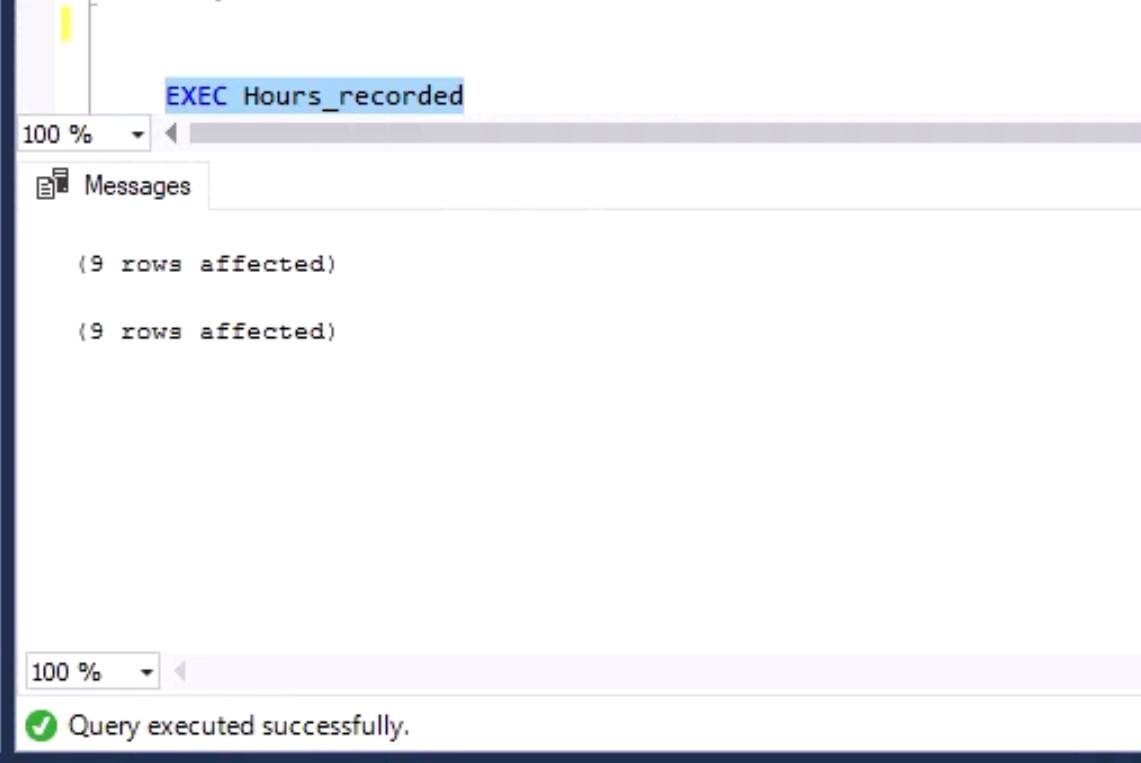 EXEC Hours_recorded
100 %
Messages
(9 rows affected)
(9 rows affected)
100 %
Query executed successfully.